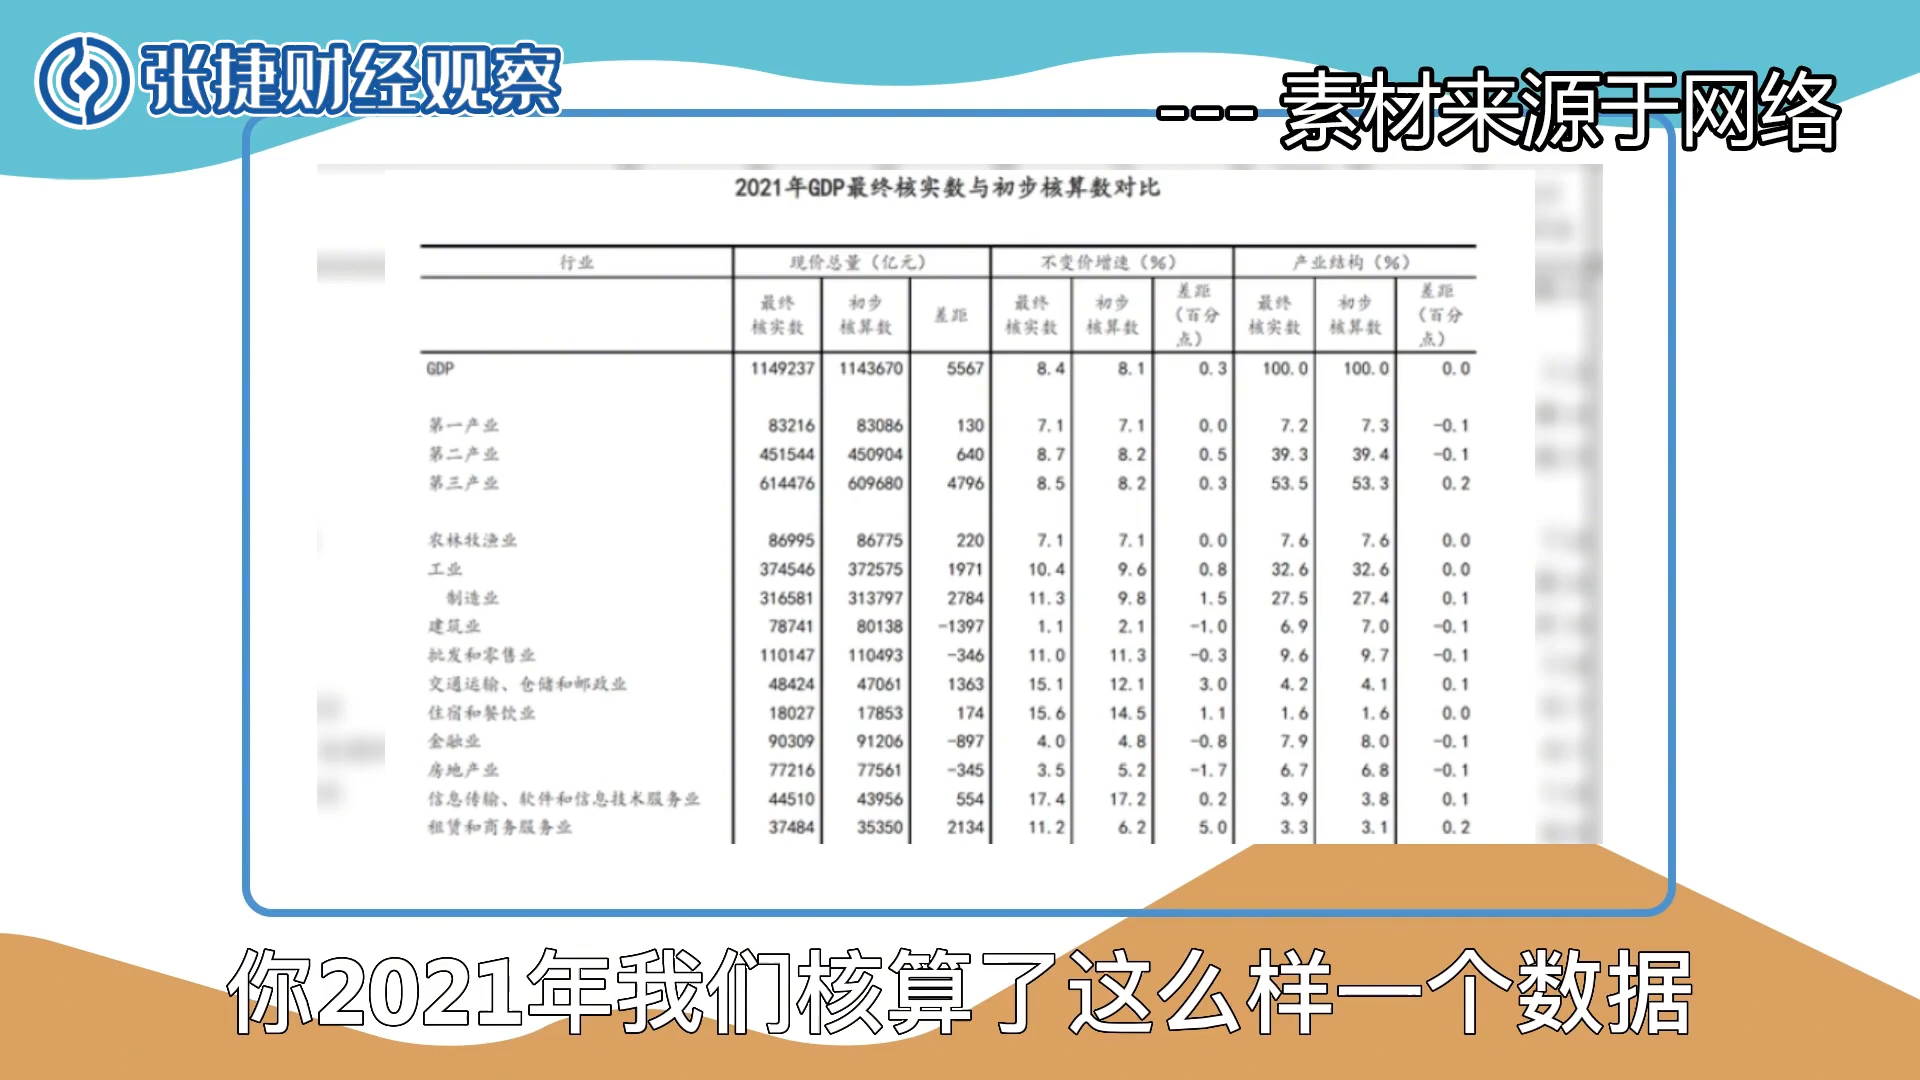 张捷财经观察
--- 素材来源于网络
2021年GDP最终核实数与初步核算数对比
行业 现价总量（亿元） 不变价增速（%） 产业结构（%）
最终核实数 初步核算数 差距 最终核实数 初步核算数 差距（百分点） 最终核实数 初步核算数 差距（百分点）
GDP 1149237 1143670 5567 8.4 8.1 0.3 100.0 100.0 0.0
第一产业 83216 83086 130 7.1 7.1 0.0 7.2 7.3 -0.1
第二产业 451544 450904 640 8.7 8.2 0.5 39.3 39.4 -0.1
第三产业 614476 609680 4796 8.5 8.2 0.3 53.5 53.3 0.2
农林牧渔业 86995 86775 220 7.1 7.1 0.0 7.6 7.6 0.0
工业 374546 372575 1971 10.4 9.6 0.8 32.6 32.6 0.0
制造业 316581 313797 2784 11.3 9.8 1.5 27.5 27.4 0.1
建筑业 78741 80138 -1397 1.1 2.1 -1.0 6.9 7.0 -0.1
批发和零售业 110147 110493 -346 11.0 11.3 -0.3 9.6 9.7 -0.1
交通运输、仓储和邮政业 48424 47061 1363 15.1 12.1 3.0 4.2 4.1 0.1
住宿和餐饮业 18027 17853 174 15.6 14.5 1.1 1.6 1.6 0.0
金融业 90309 91206 -897 4.0 4.8 -0.8 7.9 8.0 -0.1
房地产业 77216 77561 -345 3.5 5.2 -1.7 6.7 6.8 -0.1
信息传输、软件和信息技术服务业 44510 43956 554 17.4 17.2 0.2 3.9 3.8 0.1
租赁和商务服务业 37484 35350 2134 11.2 6.2 5.0 3.3 3.1 0.2
你2021年我们核算了这么样一个数据